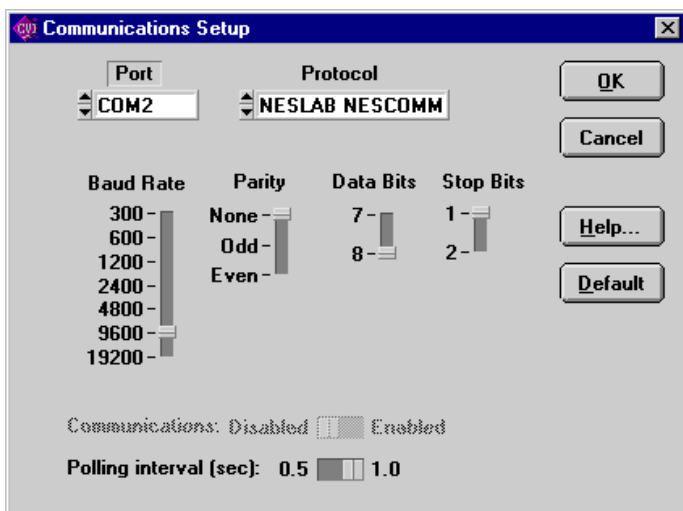 CVI Communications Setup
Port Protocol OK
COM2 NESLAB NESCOMM
Cancel
Baud Rate Parity Data Bits Stop Bits
300 None 7 1 Help...
600 Odd 8 2
1200 Even
2400 Default
4800
9600
19200
Communications: Disabled Enabled
Polling interval (sec): 0.5 1.0